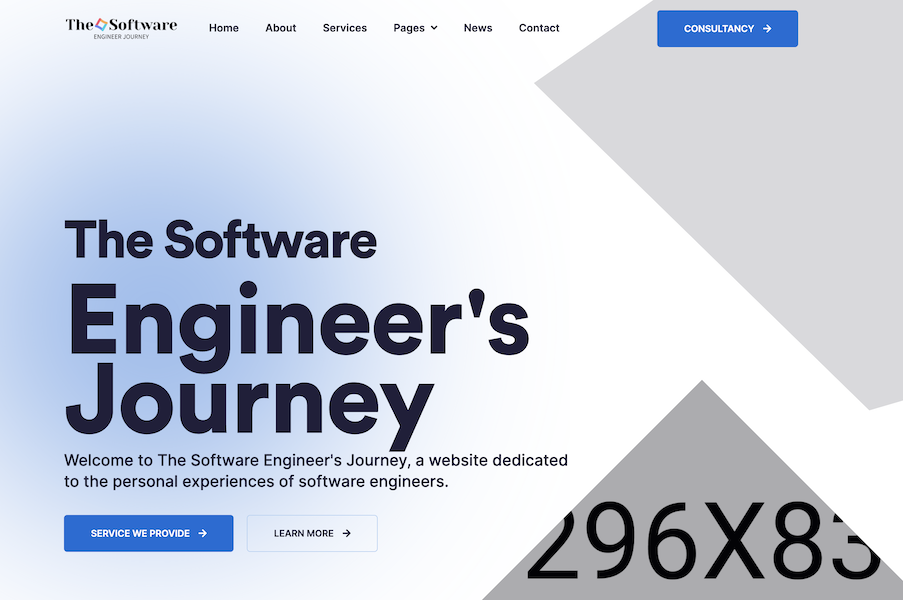 The Software
ENGINEER JOURNEY
Home About Services Pages News Contact
CONSULTANCY
The Software
Engineer's
Journey
Welcome to The Software Engineer's Journey, a website dedicated
to the personal experiences of software engineers.
SERVICE WE PROVIDE
LEARN MORE
296X83